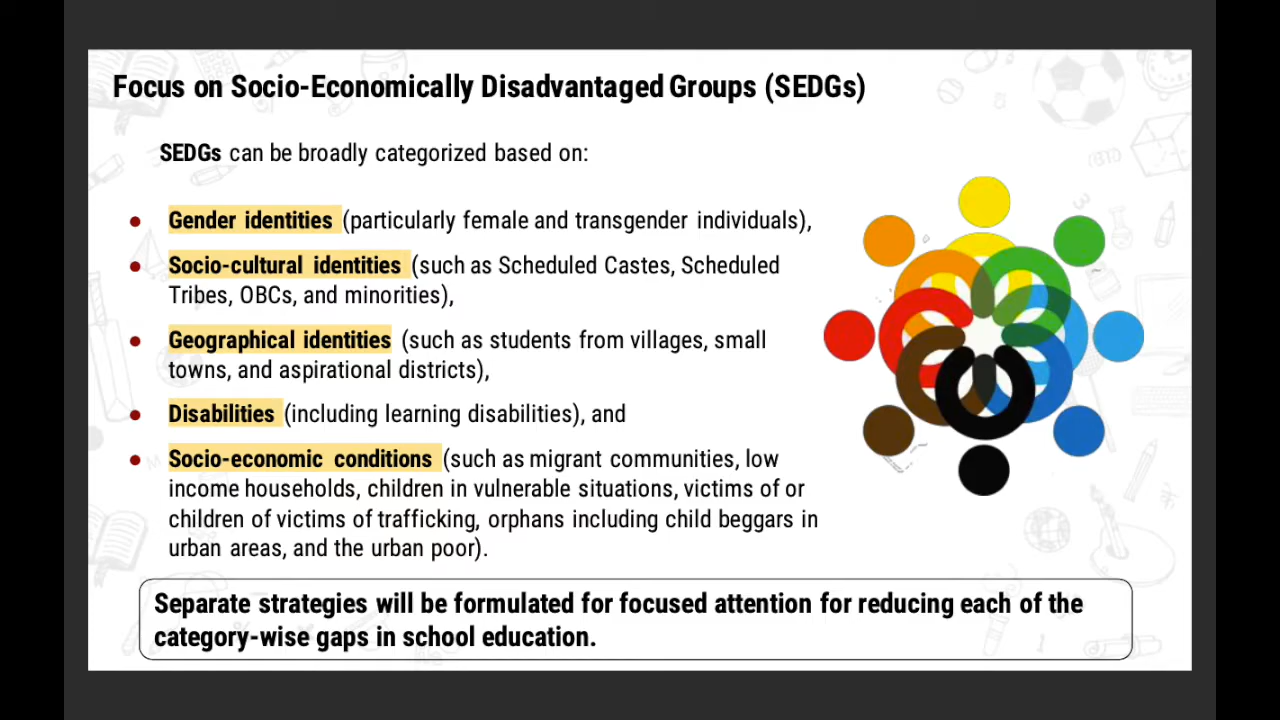 Focus on Socio-Economically Disadvantaged Groups (SEDGs)
SEDGs can be broadly categorized based on:
● Gender identities (particularly female and transgender individuals),
● Socio-cultural identities (such as Scheduled Castes, Scheduled
Tribes, OBCs, and minorities),
● Geographical identities (such as students from villages, small
towns, and aspirational districts),
● Disabilities (including learning disabilities), and
● Socio-economic conditions (such as migrant communities, low
income households, children in vulnerable situations, victims of or
children of victims of trafficking, orphans including child beggars in
urban areas, and the urban poor).
Separate strategies will be formulated for focused attention for reducing each of the
category-wise gaps in school education.